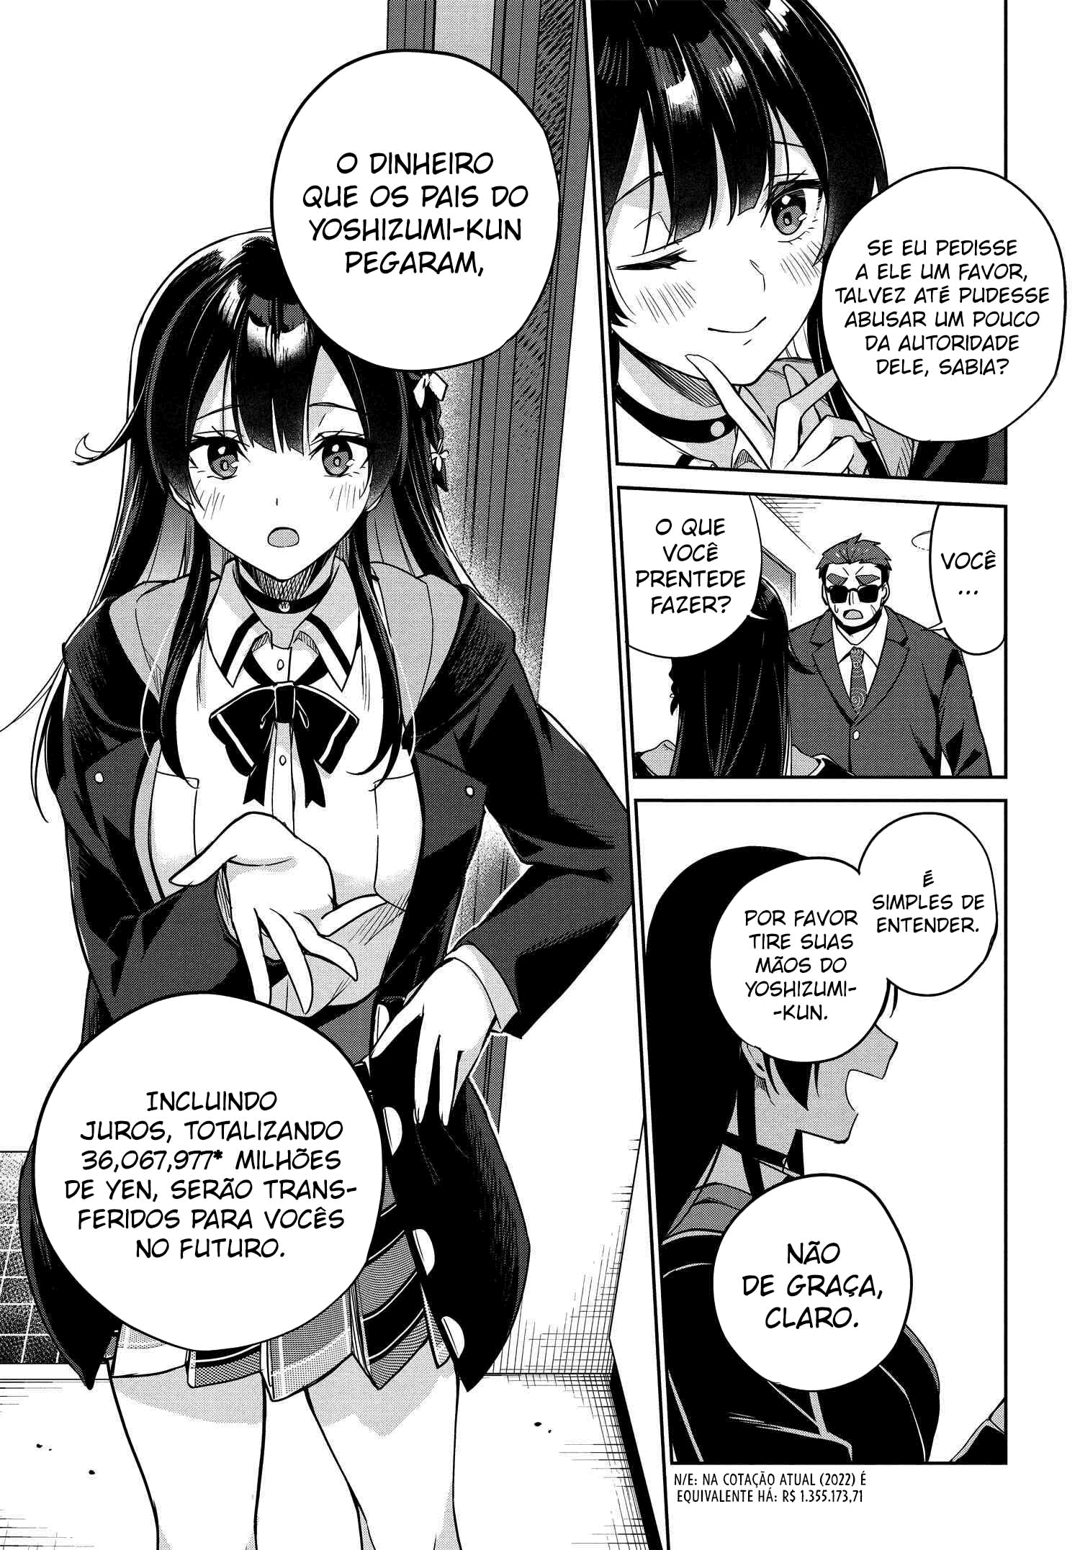 SE EU PEDISSE
A ELE UM FAVOR,
TALVEZ ATÉ PUDESSE
ABUSAR UM POUCO
DA AUTORIDADE
DELE, SABIA?
VOCÊ
...
O QUE
VOCÊ
PRENTEDE
FAZER?
É
SIMPLES DE
ENTENDER.
POR FAVOR
TIRE SUAS
MÃOS DO
YOSHIZUMI-
-KUN.
NÃO
DE GRAÇA,
CLARO.
O DINHEIRO
QUE OS PAIS DO
YOSHIZUMI-KUN
PEGARAM,
INCLUINDO
JUROS, TOTALIZANDO
36,067,977* MILHÕES
DE YEN, SERÃO TRANS-
FERIDOS PARA VOCÊS
NO FUTURO.
N/E: NA COTAÇÃO ATUAL (2022) É
EQUIVALENTE HÁ: R$ 1.355.173,71